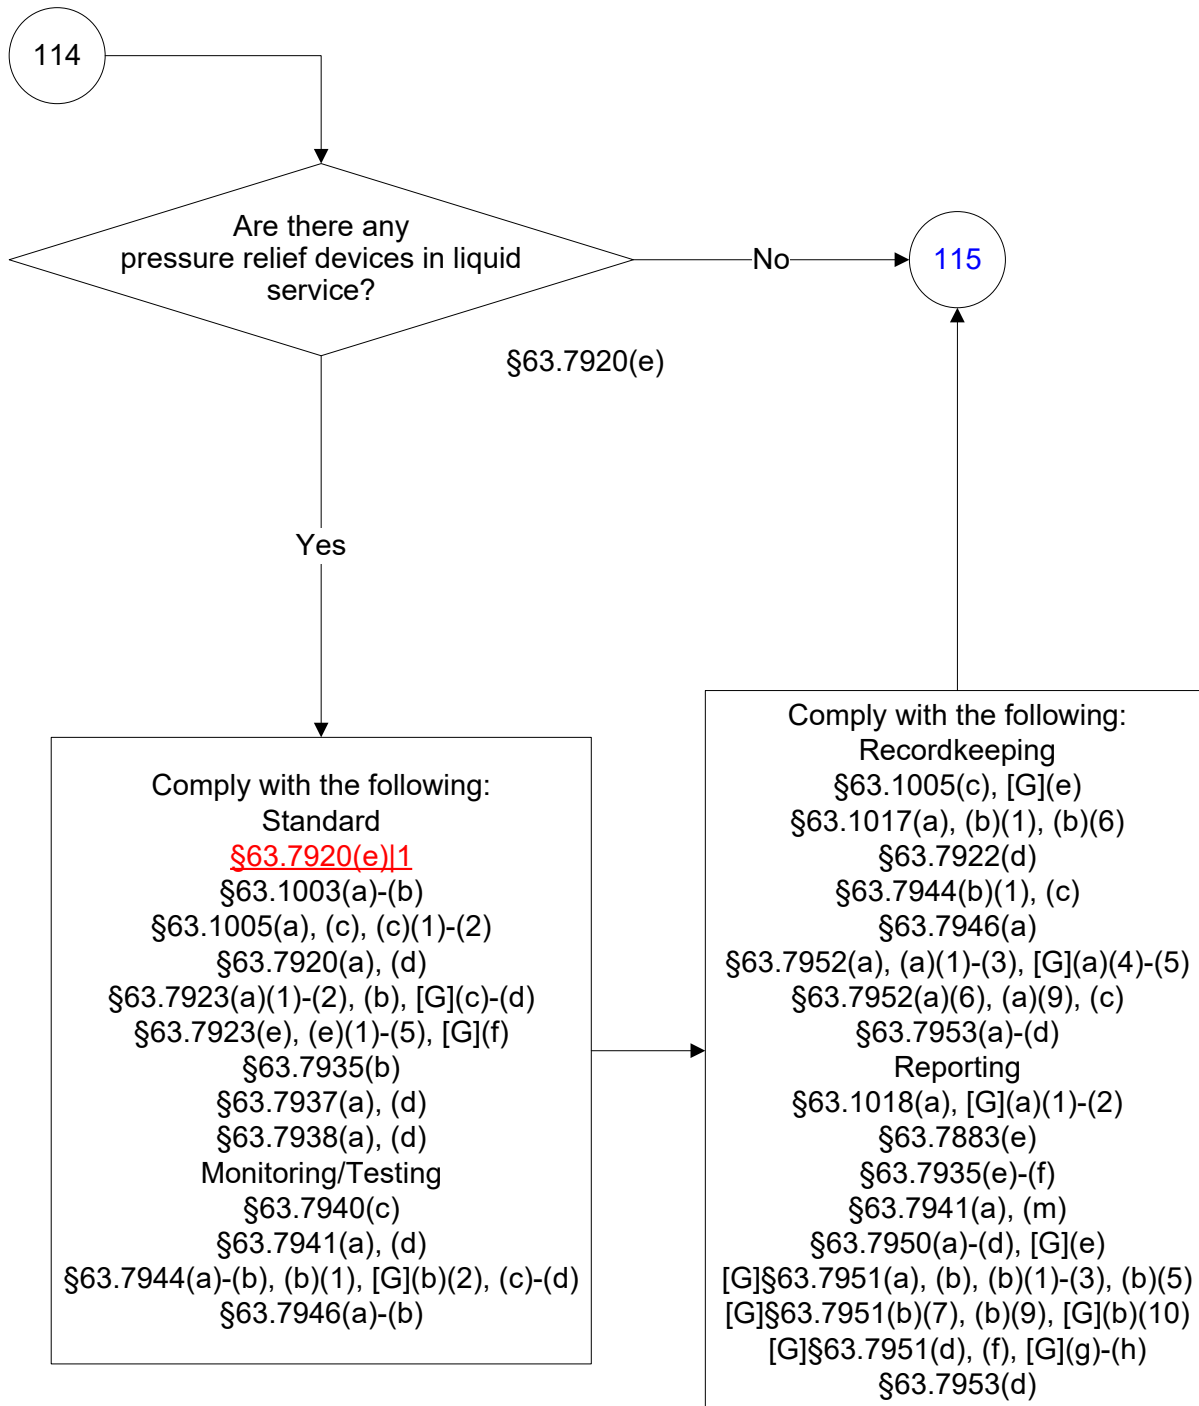 114
Are there any
pressure relief devices in liquid
service?
No
115
§63.7920(e)
Yes
Comply with the following:
Standard
§63.7920(e)|1
§63.1003(a)-(b)
§63.1005(a), (c), (c)(1)-(2)
§63.7920(a), (d)
§63.7923(a)(1)-(2), (b), [G](c)-(d)
§63.7923(e), (e)(1)-(5), [G](f)
§63.7935(b)
§63.7937(a), (d)
§63.7938(a), (d)
Monitoring/Testing
§63.7940(c)
§63.7941(a), (d)
§63.7944(a)-(b), (b)(1), [G](b)(2), (c)-(d)
§63.7946(a)-(b)
Comply with the following:
Recordkeeping
§63.1005(c), [G](e)
§63.1017(a), (b)(1), (b)(6)
§63.7922(d)
§63.7944(b)(1), (c)
§63.7946(a)
§63.7952(a), (a)(1)-(3), [G](a)(4)-(5)
§63.7952(a)(6), (a)(9), (c)
§63.7953(a)-(d)
Reporting
§63.1018(a), [G](a)(1)-(2)
§63.7883(e)
§63.7935(e)-(f)
§63.7941(a), (m)
§63.7950(a)-(d), [G](e)
[G]§63.7951(a), (b), (b)(1)-(3), (b)(5)
[G]§63.7951(b)(7), (b)(9), [G](b)(10)
[G]§63.7951(d), (f), [G](g)-(h)
§63.7953(d)